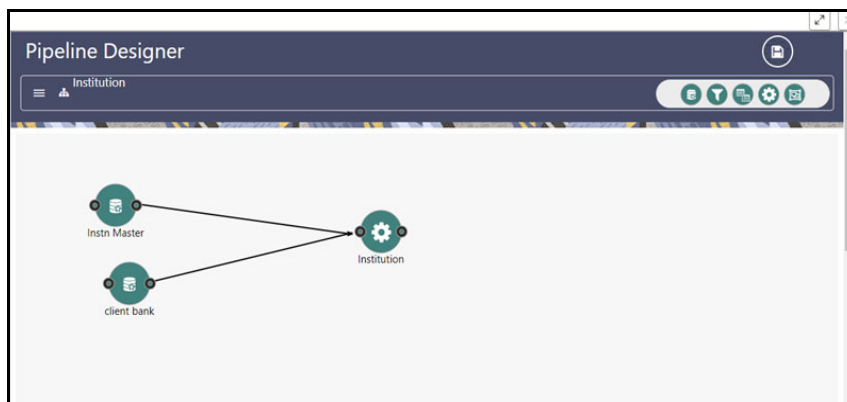 Pipeline Designer
Institution
Instn Master
Institution
client bank